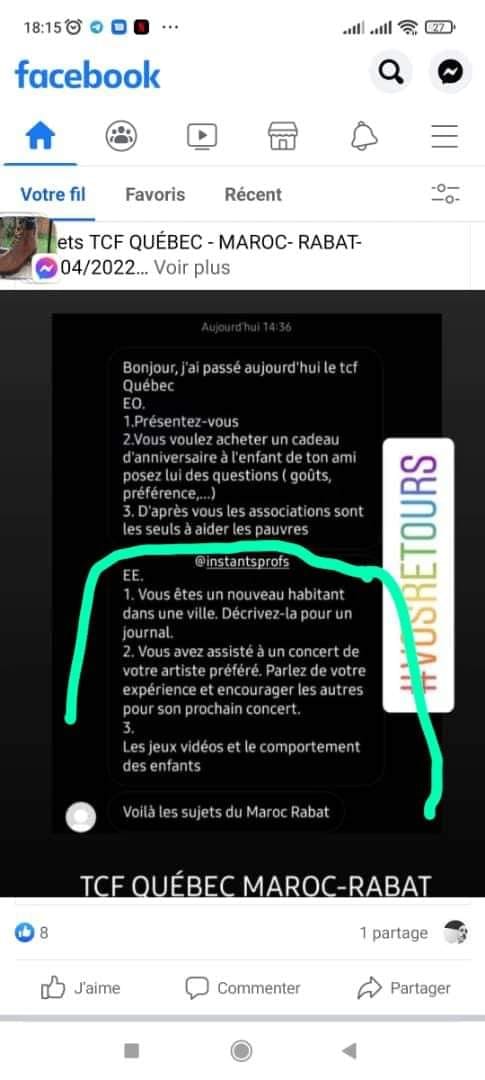 18:15
27
facebook
Votre fil Favoris Récent
ets TCF QUÉBEC - MAROC- RABAT-
04/2022... Voir plus
Aujourd'hui 14:36
Bonjour, j'ai passé aujourd'hui le tcf
Québec
EO.
1.Présentez-vous
2.Vous voulez acheter un cadeau
d'anniversaire à l'enfant de ton ami
posez lui des questions ( goûts,
préférence,...)
3. D'après vous les associations sont
les seuls à aider les pauvres
@instantsprofs
EE.
1. Vous êtes un nouveau habitant
dans une ville. Décrivez-la pour un
journal.
2. Vous avez assisté à un concert de
votre artiste préféré. Parlez de votre
expérience et encourager les autres
pour son prochain concert.
3.
Les jeux vidéos et le comportement
des enfants
Voilà les sujets du Maroc Rabat
#VOSRETOURS
TCF QUÉBEC MAROC-RABAT
8
1 partage
J'aime Commenter Partager